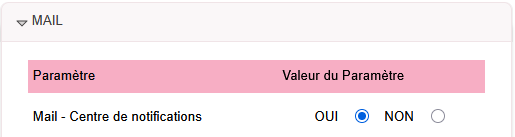 MAIL
Paramètre Valeur du Paramètre
Mail - Centre de notifications OUI NON